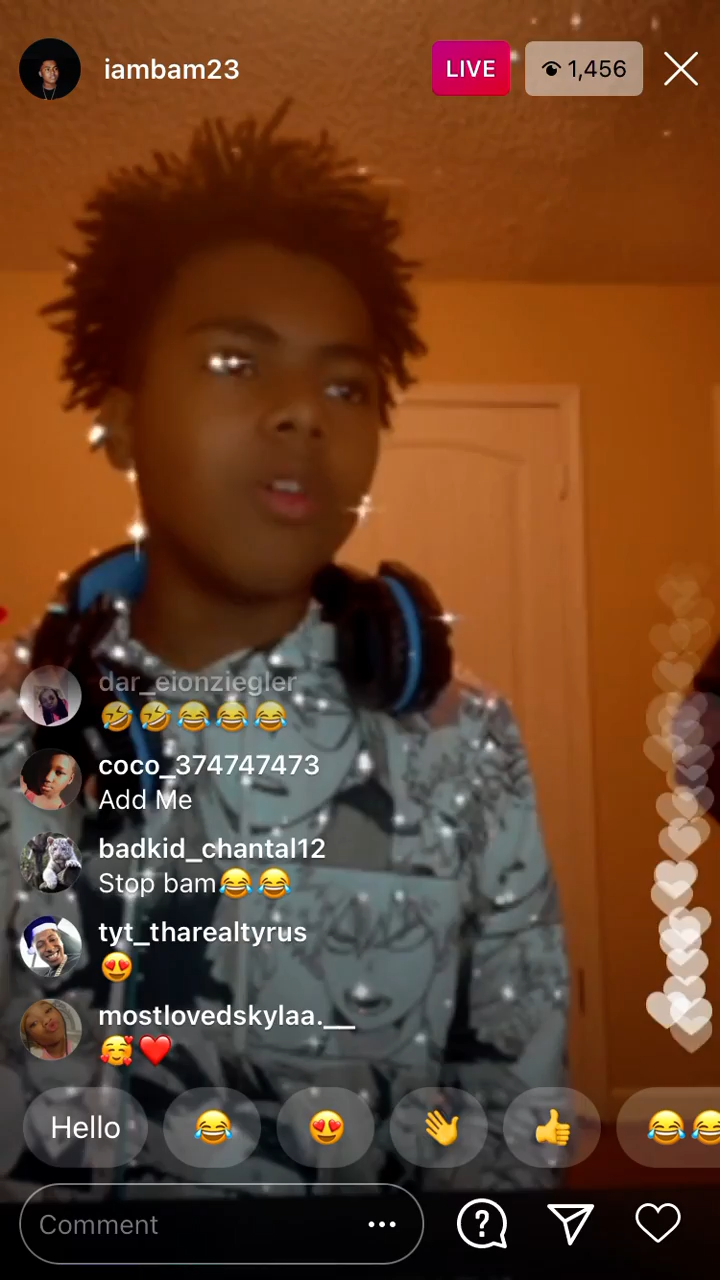 iambam23
LIVE
1,456
dar_eionziegler
🤣🤣😂😂😂
coco_374747473
Add Me
badkid_chantal12
Stop bam😂😂
tyt_tharealtyrus
😍
mostlovedskylaa.__
🥰❤️
Hello 😂 😍 👋 👍 😂😂
Comment